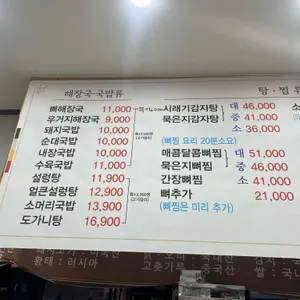 해장국·국밥류
뼈해장국 11,000
우거지해장국 9,000
돼지국밥 10,000
순대국밥 10,000
내장국밥 10,000
수육국밥 11,000
설렁탕 11,900
얼큰설렁탕 12,900
소머리국밥 13,900
도가니탕 16,900
탕·찜류
시래기감자탕 대 46,000
묵은지감자탕 중 41,000
소 36,000
(뼈찜 요리 20분소요)
매콤달콤뼈찜 대 51,000
묵은지뼈찜 중 46,000
간장뼈찜 소 41,000
뼈추가 21,000
(뼈찜은 미리 추가)
황태 : 러시아